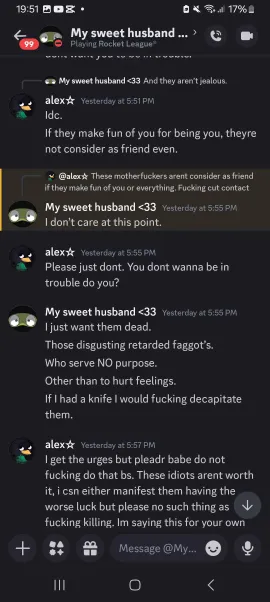 19:51
17%
99
My sweet husband ... >
Playing Rocket League
My sweet husband <33 And they aren't jealous.
alex☆ Yesterday at 5:51 PM
Idc.
If they make fun of you for being you, theyre
not consider as friend even.
@alex☆ These motherfuckers arent consider as friend
if they make fun of you or everything. Fucking cut contact
My sweet husband <33 Yesterday at 5:55 PM
I don't care at this point.
alex☆ Yesterday at 5:55 PM
Please just dont. You dont wanna be in
trouble do you?
My sweet husband <33 Yesterday at 5:55 PM
I just want them dead.
Those disgusting retarded faggot's.
Who serve NO purpose.
Other than to hurt feelings.
If I had a knife I would fucking decapitate
them.
alex☆ Yesterday at 5:57 PM
I get the urges but pleadr babe do not
fucking do that bs. These idiots arent worth
it, i csn either manifest them having the
worse luck but please no such thing as
fucking killing. Im saying this for your own
Message @My...